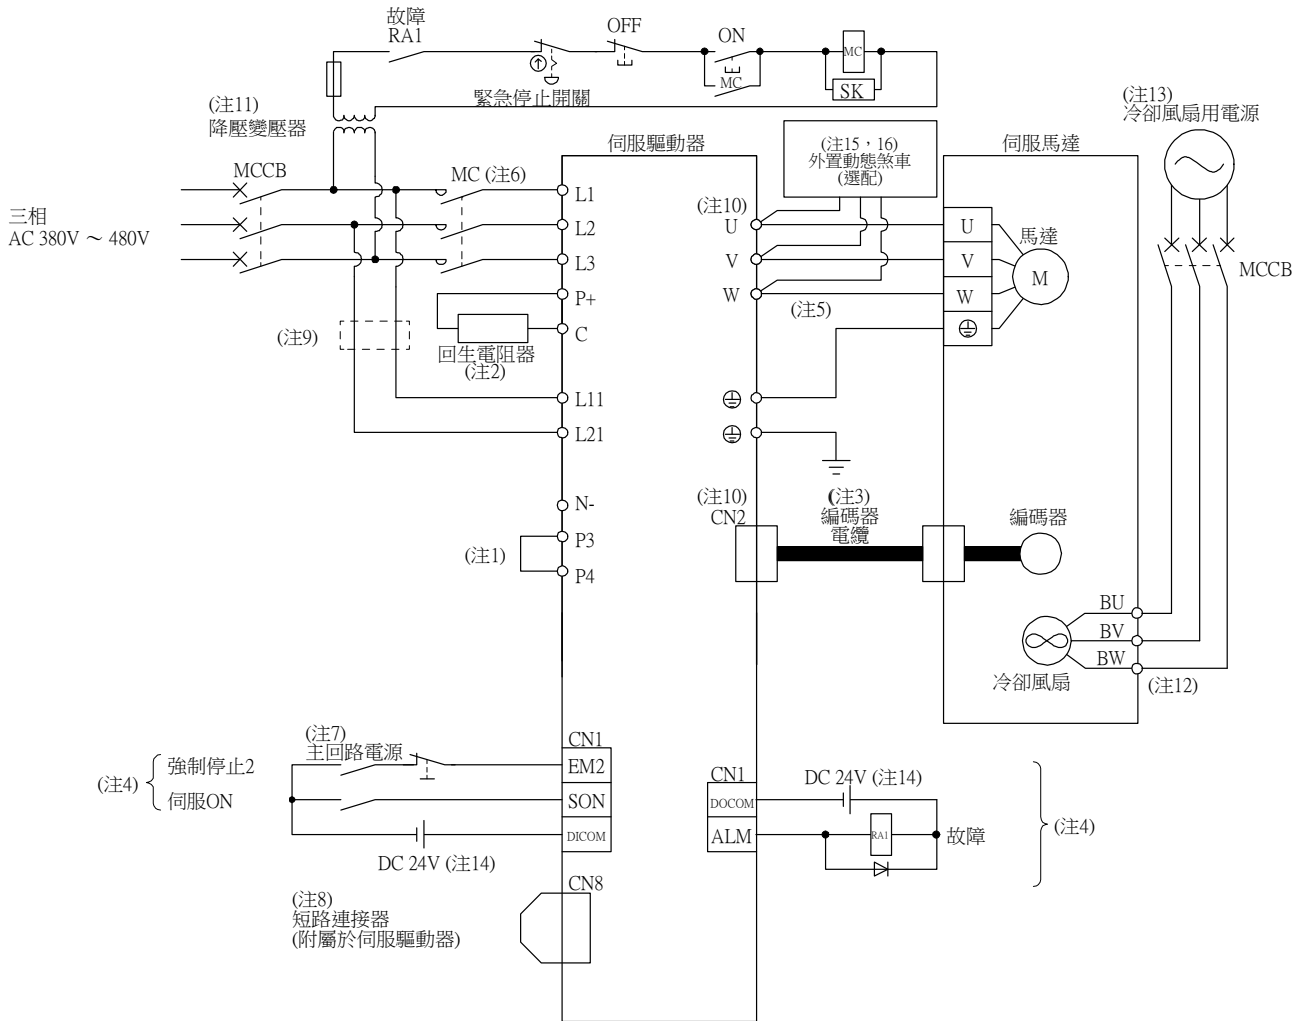 故障
RA1
OFF
ON
MC
MC
SK
緊急停止開關
(注11)
降壓變壓器
(注13)
冷卻風扇用電源
(注15，16)
外置動態煞車
(選配)
伺服驅動器
伺服馬達
MCCB
MC (注6)
三相
AC 380V ～ 480V
L1
L2
L3
P+
C
(注9)
回生電阻器
(注2)
L11
L21
N-
(注1)
P3
P4
(注10)
U
V
W
(注5)
U
V
W
馬達
M
MCCB
(注10)
CN2
(注3)
編碼器
電纜
編碼器
BU
BV
BW
冷卻風扇
(注12)
(注7)
主回路電源
CN1
(注4)
強制停止2
伺服ON
EM2
SON
DICOM
DC 24V (注14)
CN1
DOCOM
ALM
DC 24V (注14)
RA1
故障
(注4)
CN8
(注8)
短路連接器
(附屬於伺服驅動器)